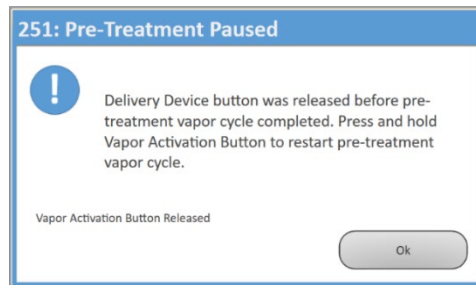 251: Pre-Treatment Paused
!
Delivery Device button was released before pre-
treatment vapor cycle completed. Press and hold
Vapor Activation Button to restart pre-treatment
vapor cycle.
Vapor Activation Button Released
Ok